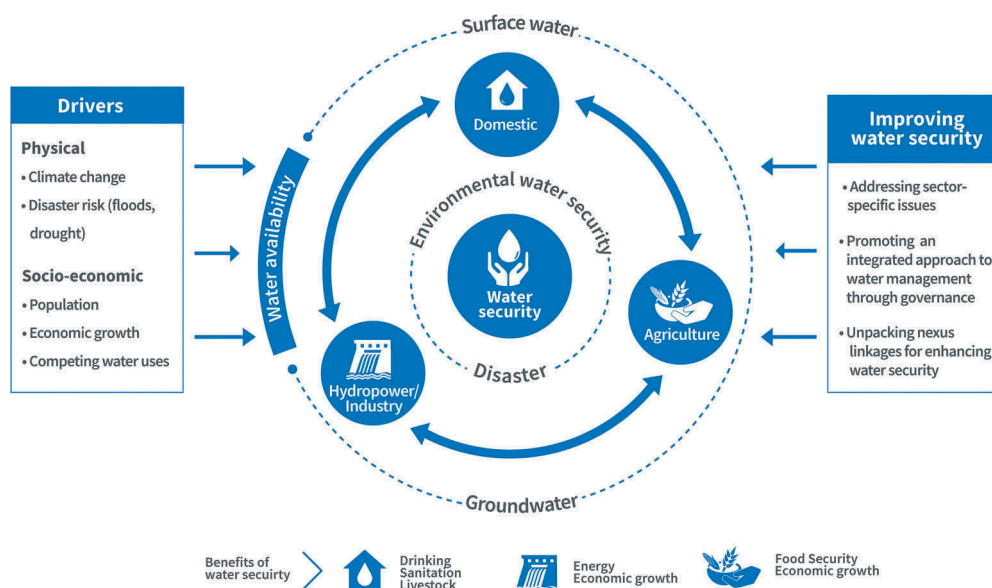 Surface water
Drivers
Physical
• Climate change
• Disaster risk (floods,
drought)
Socio-economic
• Population
• Economic growth
• Competing water uses
Water availability
Domestic
Environmental water security
Water
security
Disaster
Agriculture
Hydropower/
Industry
Groundwater
Improving
water security
• Addressing sector-
specific issues
• Promoting an
integrated approach to
water management
through governance
• Unpacking nexus
linkages for enhancing
water security
Benefits of
water secuirty
Drinking
Sanitation
Livestock
Energy
Economic growth
Food Security
Economic growth